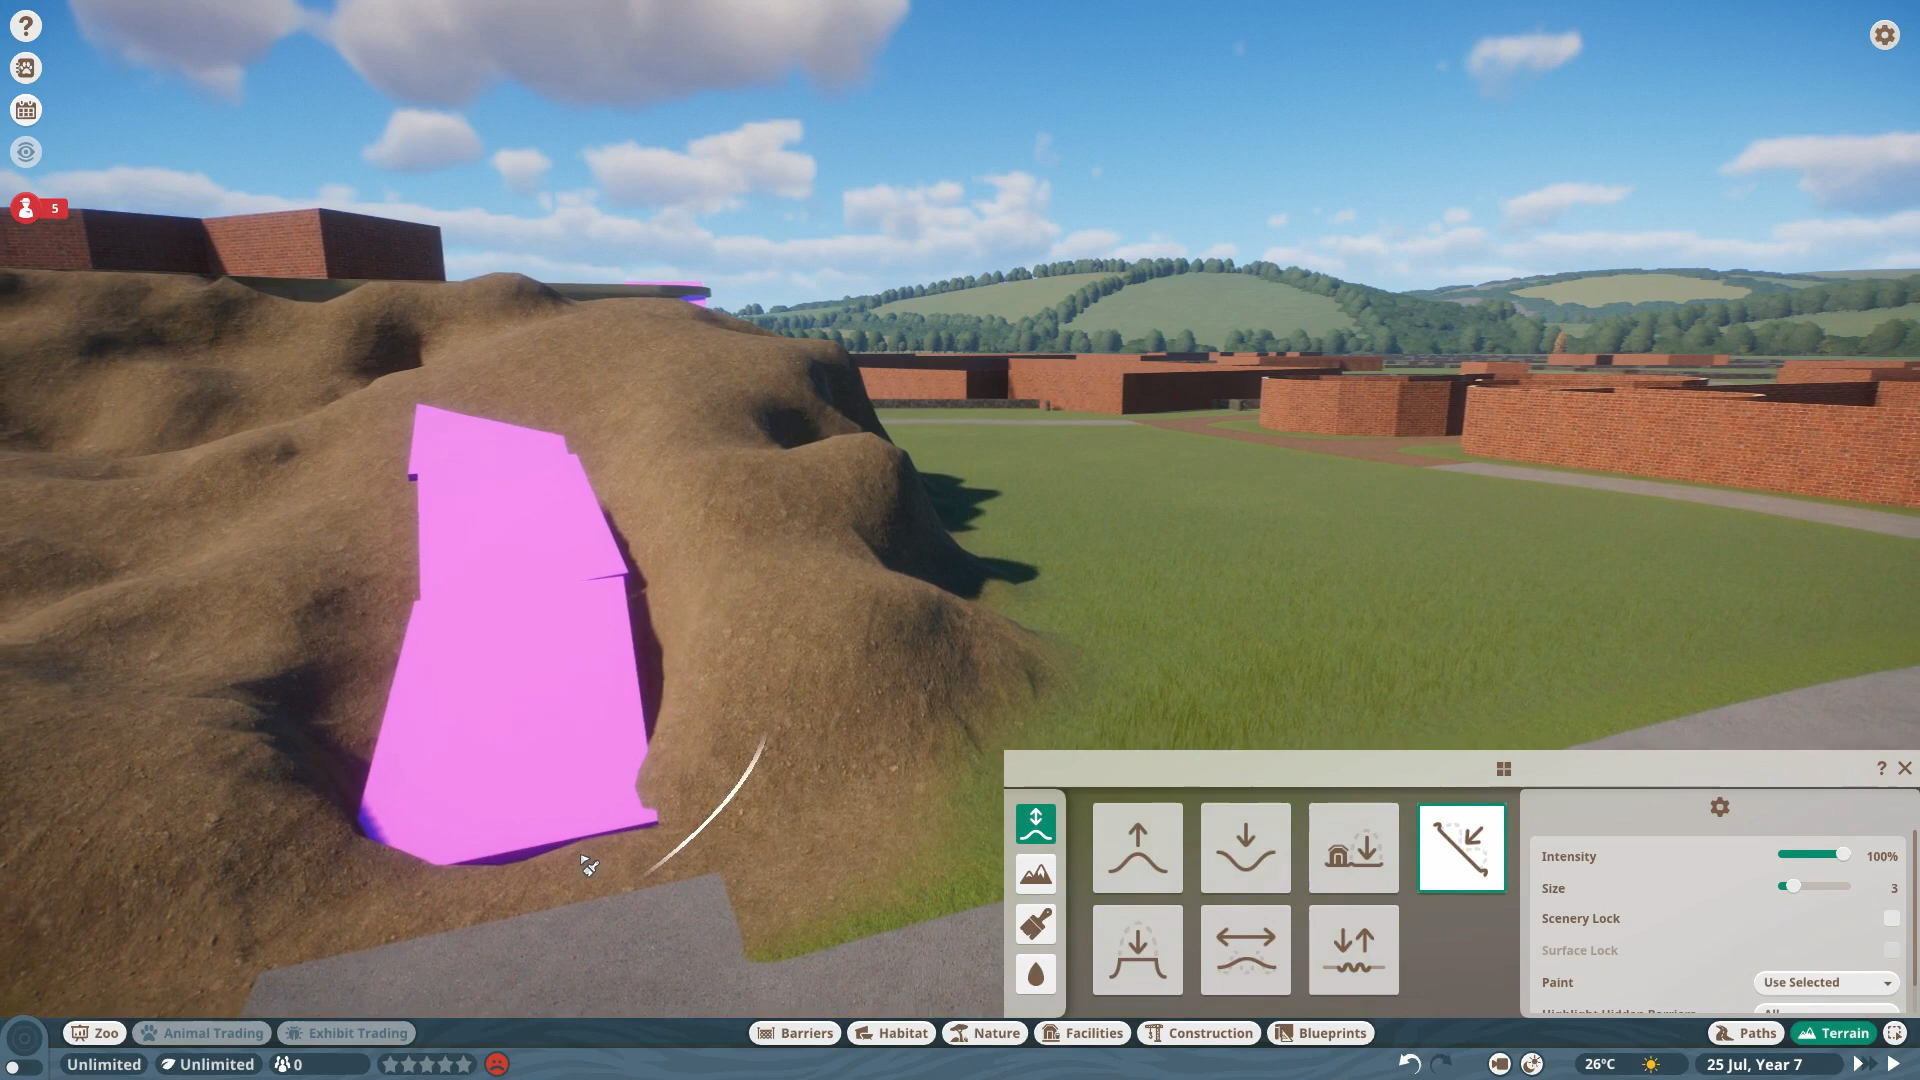 ?
5
?
Intensity 100%
Size 3
Scenery Lock
Surface Lock
Paint Use Selected
Zoo Animal Trading Exhibit Trading Barriers Habitat Nature Facilities Construction Blueprints Paths Terrain
Unlimited Unlimited 0 26°C 25 Jul, Year 7